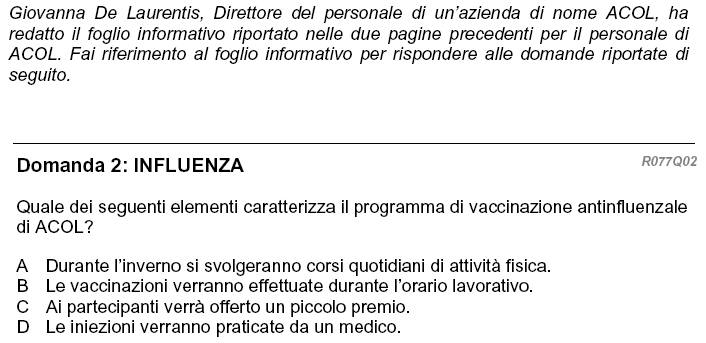 Giovanna De Laurentis, Direttore del personale di un’azienda di nome ACOL, ha
redatto il foglio informativo riportato nelle due pagine precedenti per il personale di
ACOL. Fai riferimento al foglio informativo per rispondere alle domande riportate di
seguito.
Domanda 2: INFLUENZA R077Q02
Quale dei seguenti elementi caratterizza il programma di vaccinazione antinfluenzale
di ACOL?
A Durante l’inverno si svolgeranno corsi quotidiani di attività fisica.
B Le vaccinazioni verranno effettuate durante l’orario lavorativo.
C Ai partecipanti verrà offerto un piccolo premio.
D Le iniezioni verranno praticate da un medico.